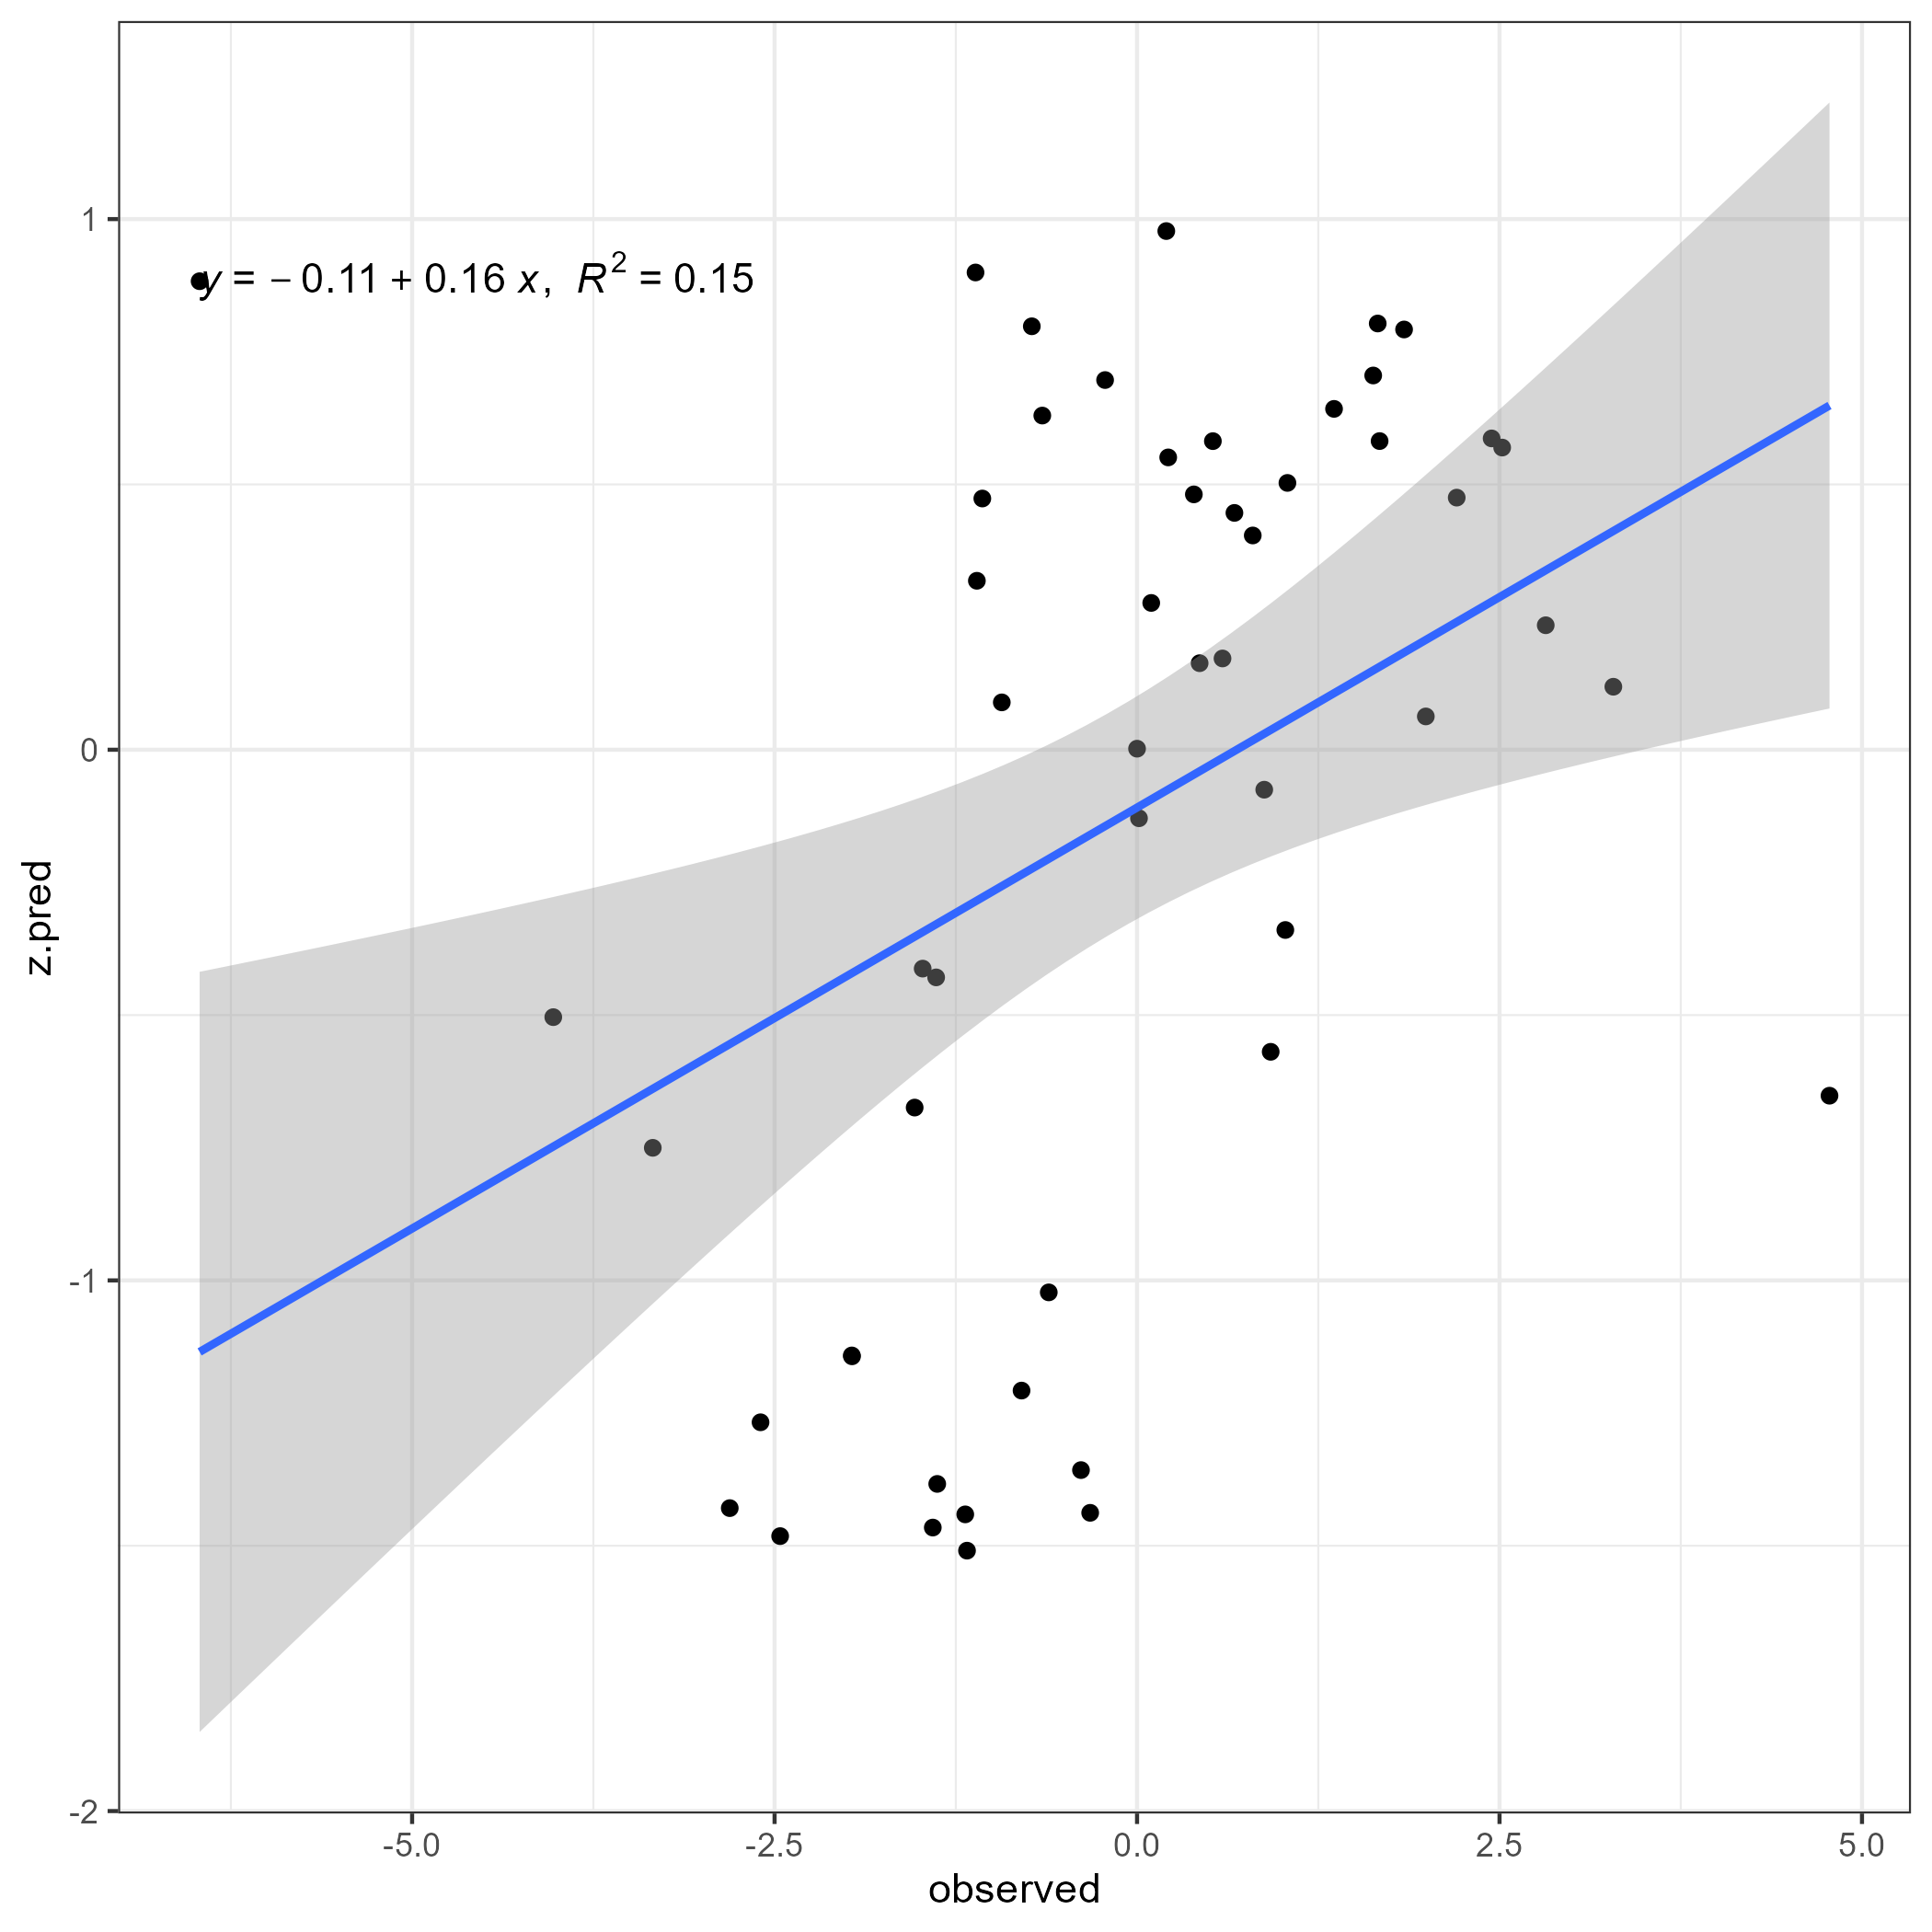 1
y = − 0.11 + 0.16 x, R² = 0.15
0
z.pred
-1
-2
-5.0 -2.5 0.0 2.5 5.0
observed